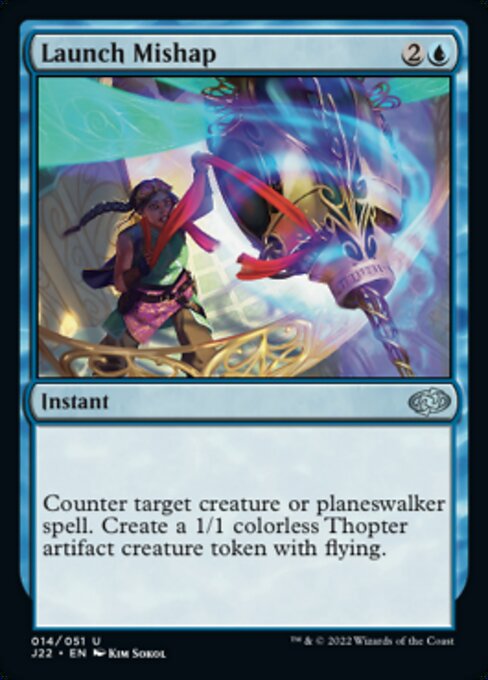 Launch Mishap 2
Instant
Counter target creature or planeswalker
spell. Create a 1/1 colorless Thopter
artifact creature token with flying.
014/051 U
J22 • EN Kim Sokol
™ & © 2022 Wizards of the Coast